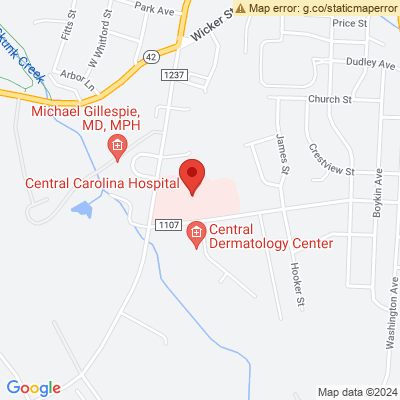 Map error: g.co/staticmaperror
Park Ave
Wicker St
Price St
Fitts St
W Whitford St
Skunk Creek
42
Dudley Ave
Arbor Ln
1237
Church St
Michael Gillespie,
MD, MPH
James St
Crestview St
Central Carolina Hospital
Boykin Ave
1107
Central
Dermatology Center
Hooker St
Washington Ave
Google
Map data ©2024